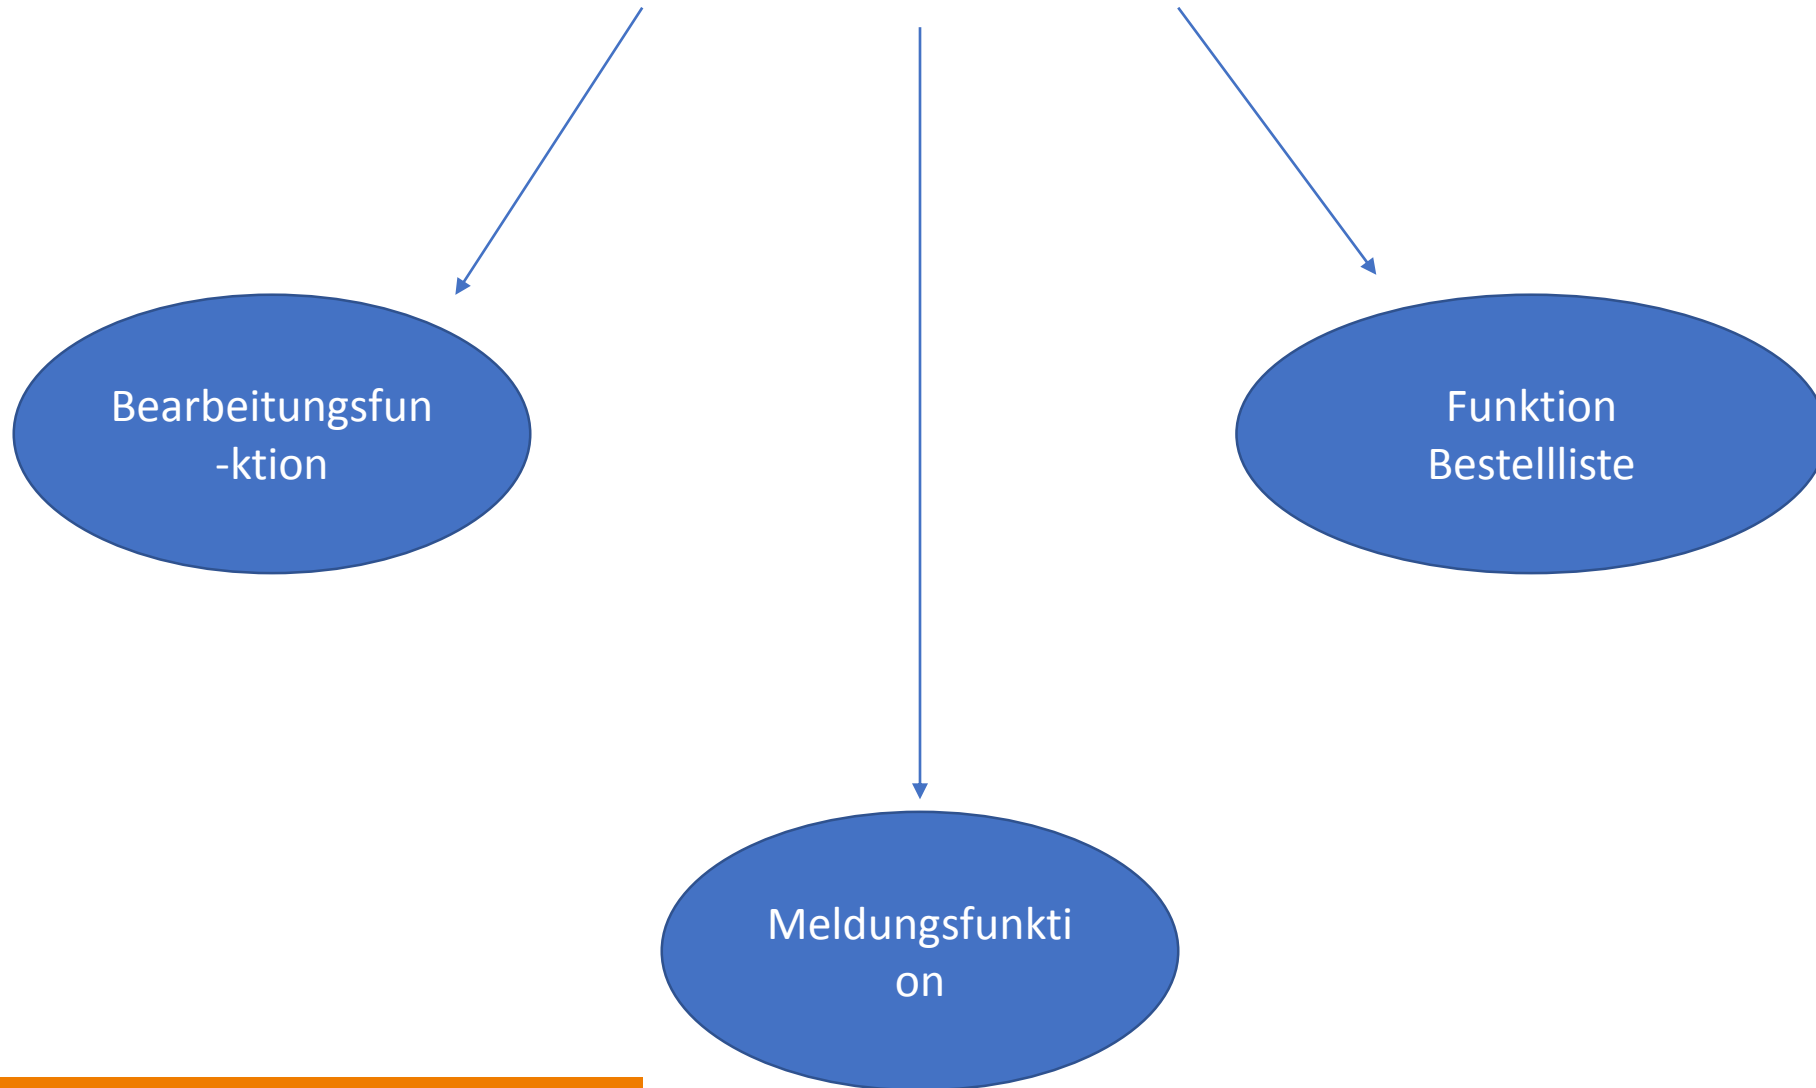 Bearbeitungsfun
-ktion
Funktion
Bestellliste
Meldungsfunkti
on